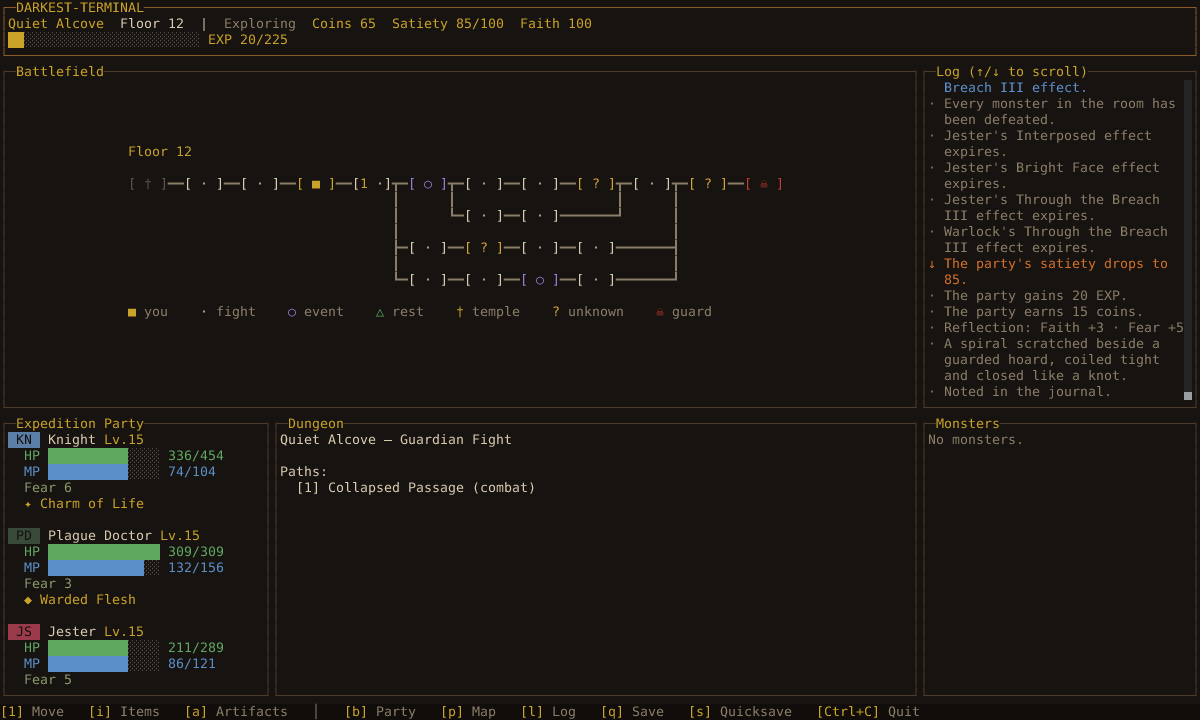 DARKEST-TERMINAL
Quiet Alcove  Floor 12  |  Exploring  Coins 65  Satiety 85/100  Faith 100
EXP 20/225
Battlefield
Floor 12
[ † ]──[ · ]──[ · ]──[ ■ ]──[1 ·]┬─[ ○ ]┬─[ · ]──[ · ]──[ ? ]┬─[ · ]┬─[ ? ]──[ ☠ ]
└─[ · ]──[ · ]───────┘
├─[ · ]──[ ? ]──[ · ]──[ · ]───────┤
└─[ · ]──[ · ]──[ ○ ]──[ · ]───────┘
■ you   · fight   ○ event   △ rest   † temple   ? unknown   ☠ guard
Log (↑/↓ to scroll)
Breach III effect.
· Every monster in the room has
been defeated.
· Jester's Interposed effect
expires.
· Jester's Bright Face effect
expires.
· Jester's Through the Breach
III effect expires.
· Warlock's Through the Breach
III effect expires.
↓ The party's satiety drops to
85.
· The party gains 20 EXP.
· The party earns 15 coins.
· Reflection: Faith +3 · Fear +5
· A spiral scratched beside a
guarded hoard, coiled tight
and closed like a knot.
· Noted in the journal.
Expedition Party
KN Knight Lv.15
HP 336/454
MP 74/104
Fear 6
✦ Charm of Life
PD Plague Doctor Lv.15
HP 309/309
MP 132/156
Fear 3
◆ Warded Flesh
JS Jester Lv.15
HP 211/289
MP 86/121
Fear 5
Dungeon
Quiet Alcove — Guardian Fight
Paths:
[1] Collapsed Passage (combat)
Monsters
No monsters.
[1] Move   [i] Items   [a] Artifacts   │   [b] Party   [p] Map   [l] Log   [q] Save   [s] Quicksave   [Ctrl+C] Quit